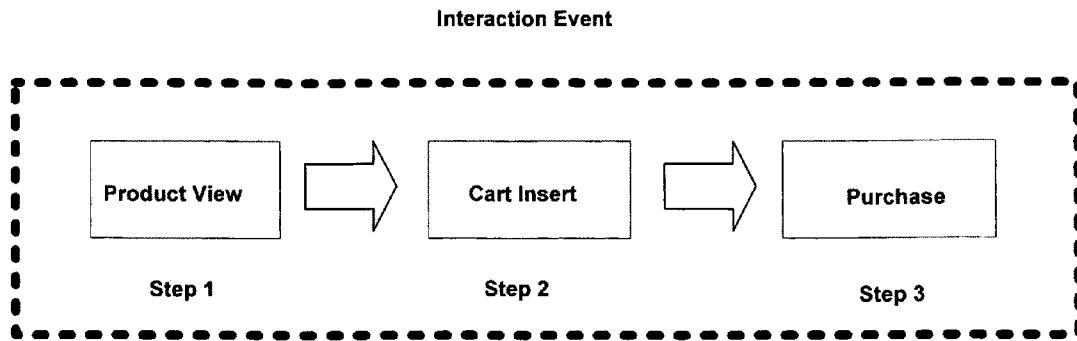 Interaction Event
Product View
Cart Insert
Purchase
Step 1
Step 2
Step 3